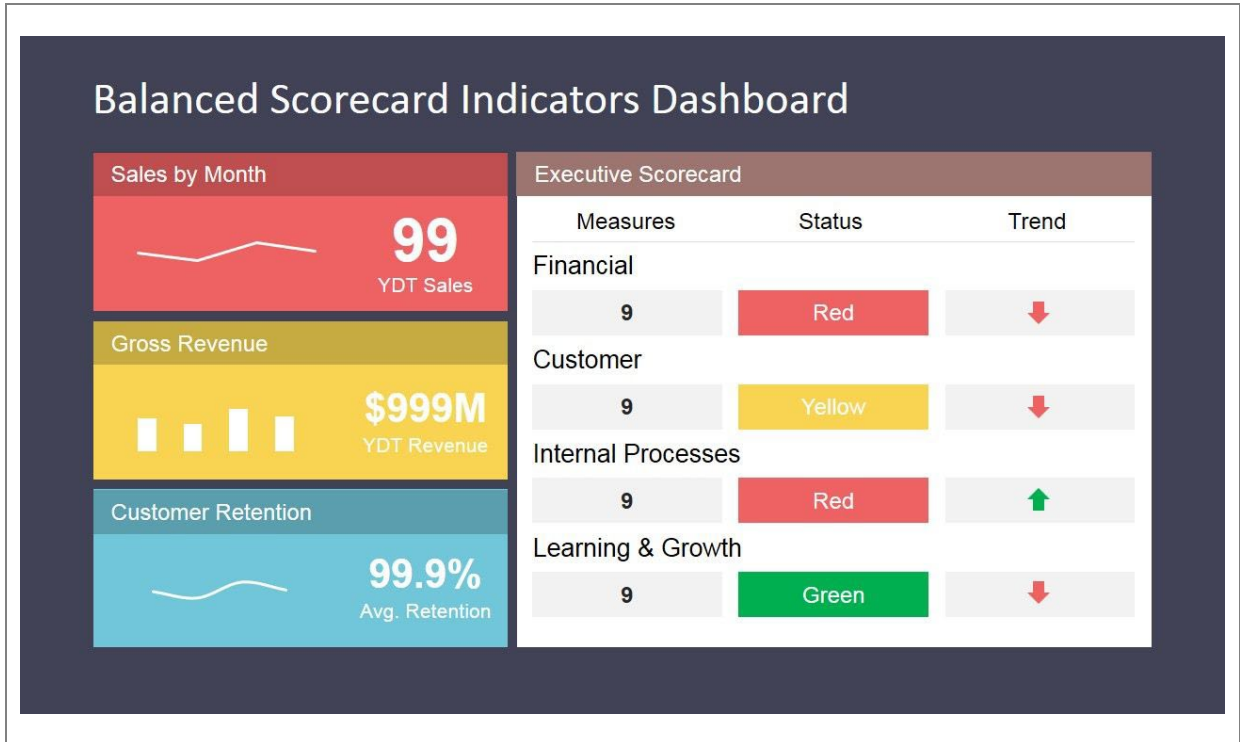 Balanced Scorecard Indicators Dashboard
Sales by Month
99
YDT Sales
Gross Revenue
$999M
YDT Revenue
Customer Retention
99.9%
Avg. Retention
Executive Scorecard
Measures Status Trend
Financial
9 Red
Customer
9 Yellow
Internal Processes
9 Red
Learning & Growth
9 Green